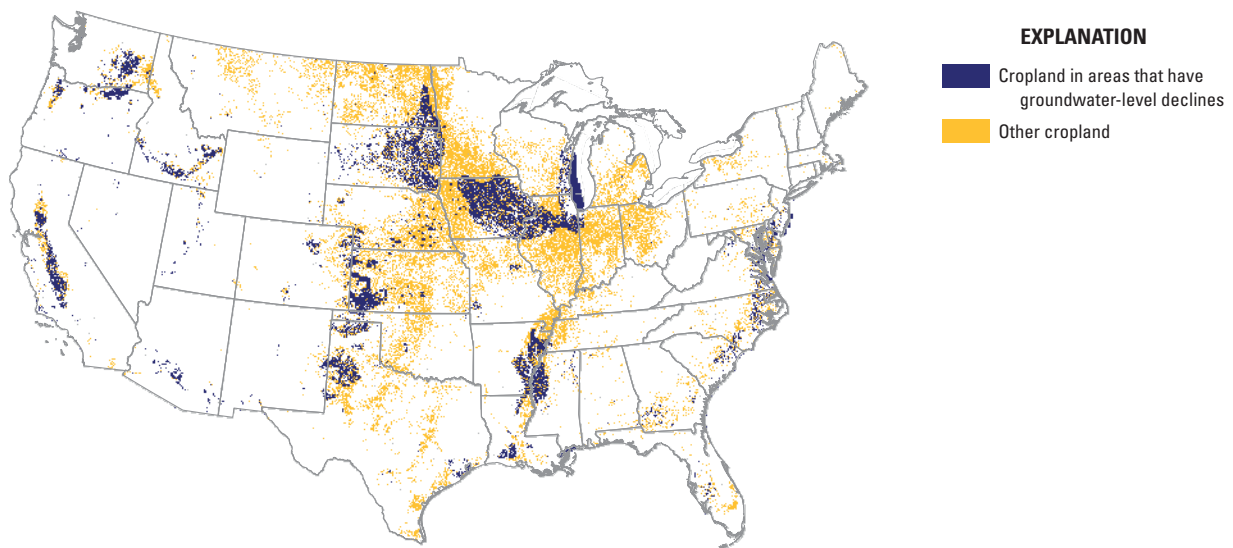 EXPLANATION
Cropland in areas that have
groundwater-level declines
Other cropland